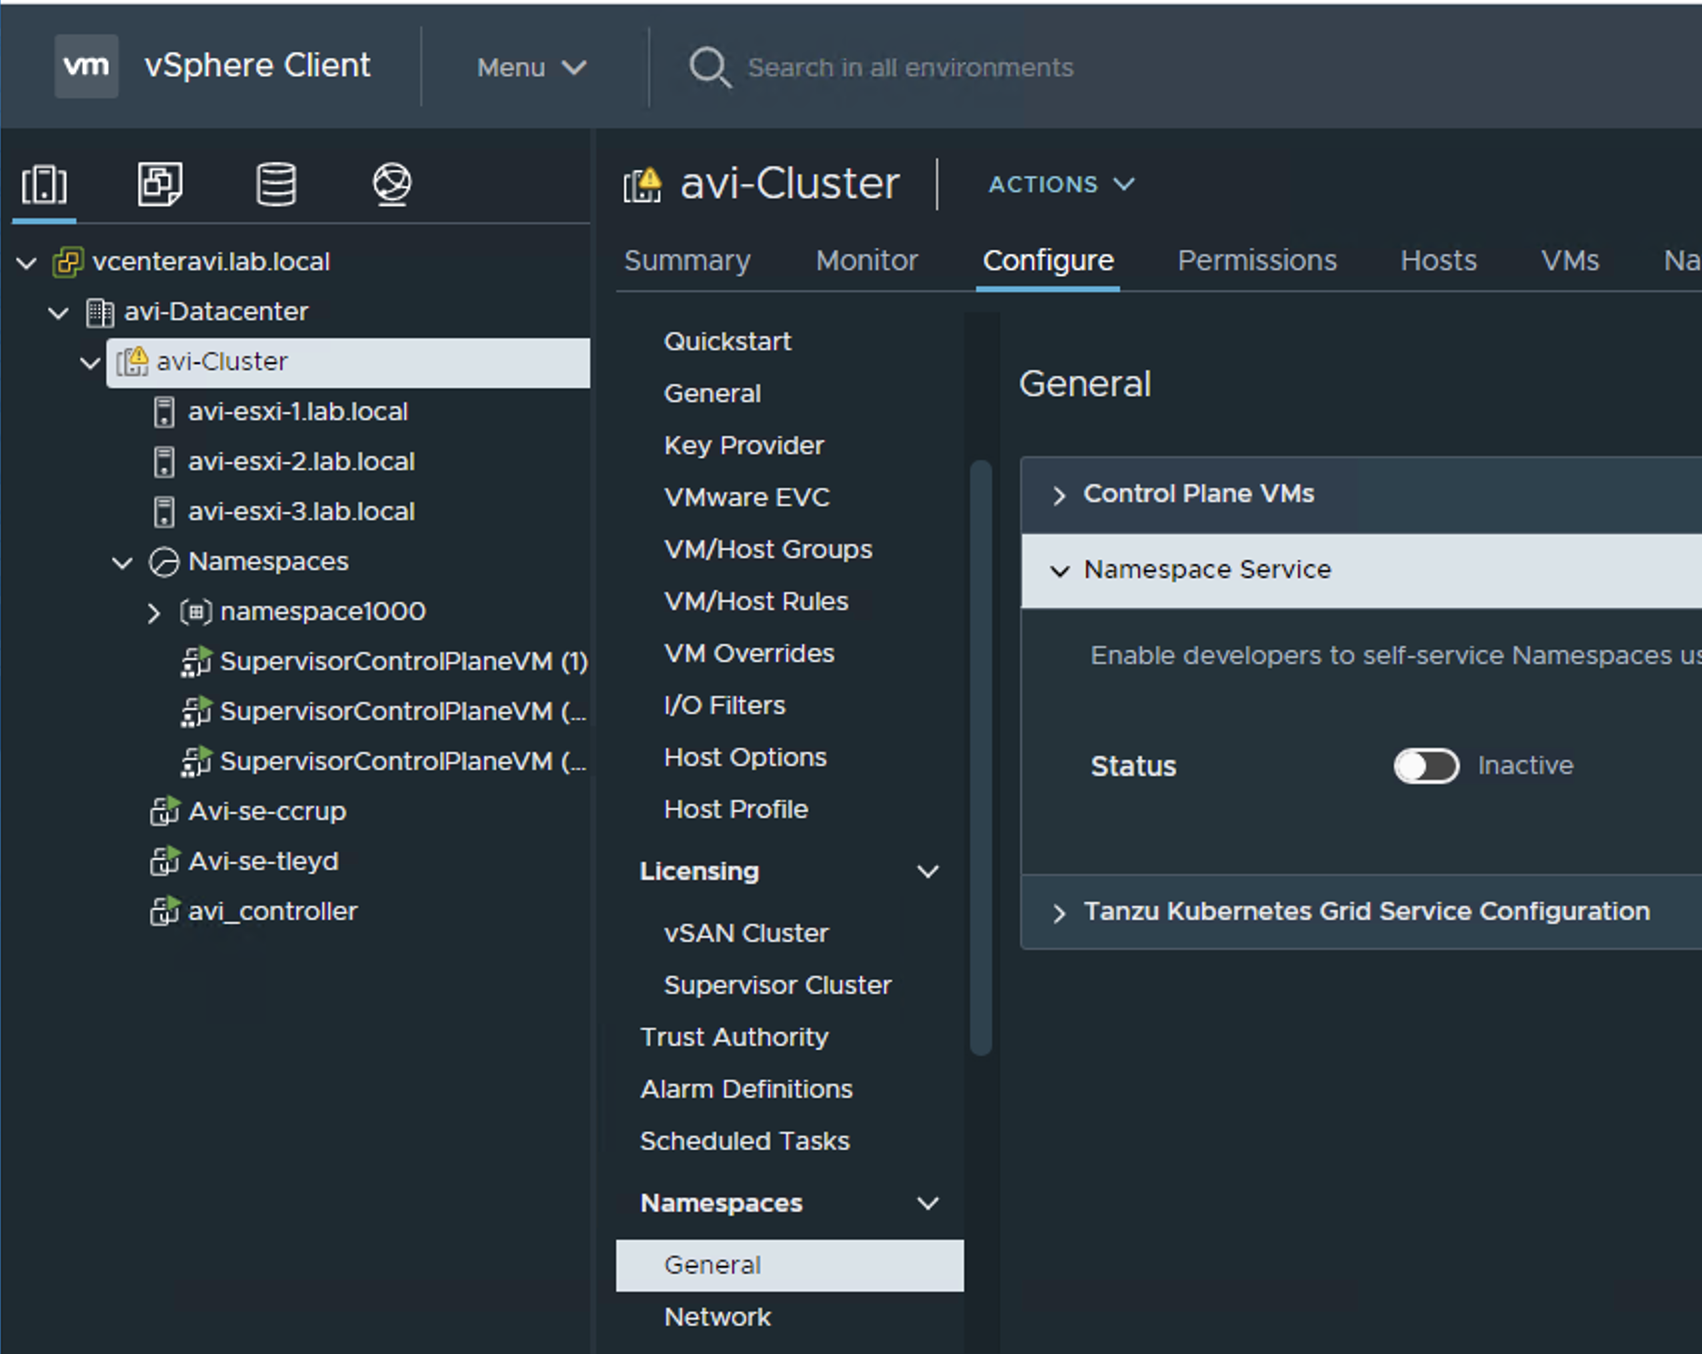 vm vSphere Client Menu Search in all environments
vcenteravi.lab.local
avi-Datacenter
avi-Cluster
avi-esxi-1.lab.local
avi-esxi-2.lab.local
avi-esxi-3.lab.local
Namespaces
namespace1000
SupervisorControlPlaneVM (1)
SupervisorControlPlaneVM (...
SupervisorControlPlaneVM (...
Avi-se-ccrup
Avi-se-tleyd
avi_controller
avi-Cluster ACTIONS
Summary Monitor Configure Permissions Hosts VMs Na
Quickstart
General
Key Provider
VMware EVC
VM/Host Groups
VM/Host Rules
VM Overrides
I/O Filters
Host Options
Host Profile
Licensing
vSAN Cluster
Supervisor Cluster
Trust Authority
Alarm Definitions
Scheduled Tasks
Namespaces
General
Network
General
Control Plane VMs
Namespace Service
Enable developers to self-service Namespaces us
Status Inactive
Tanzu Kubernetes Grid Service Configuration